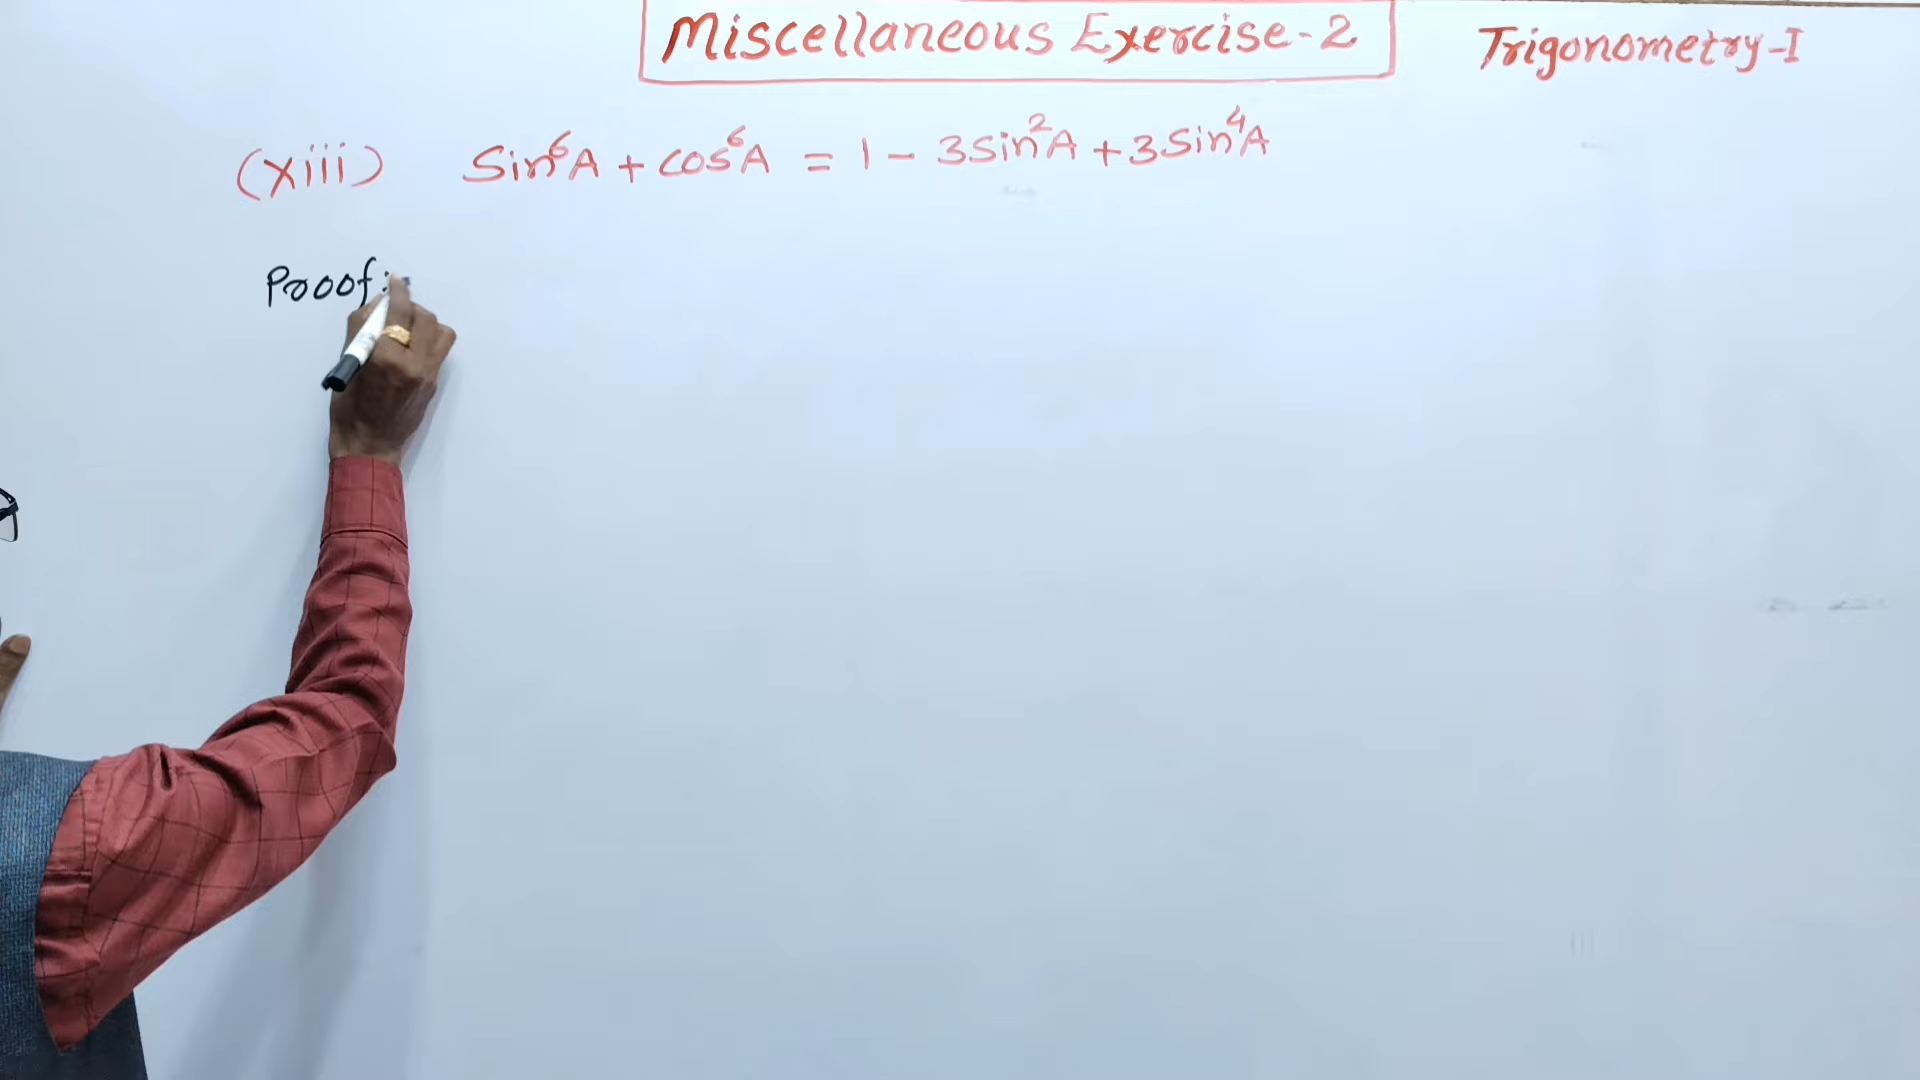 Miscellaneous Exercise-2
Trigonometry-I
(xiii) Sin⁶A + cos⁶A = 1 - 3Sin²A + 3Sin⁴A
Proof: